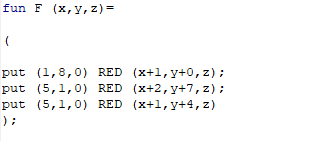 fun F (x,y,z)=
(
put (1,8,0) RED (x+1,y+0,z);
put (5,1,0) RED (x+2,y+7,z);
put (5,1,0) RED (x+1,y+4,z)
);